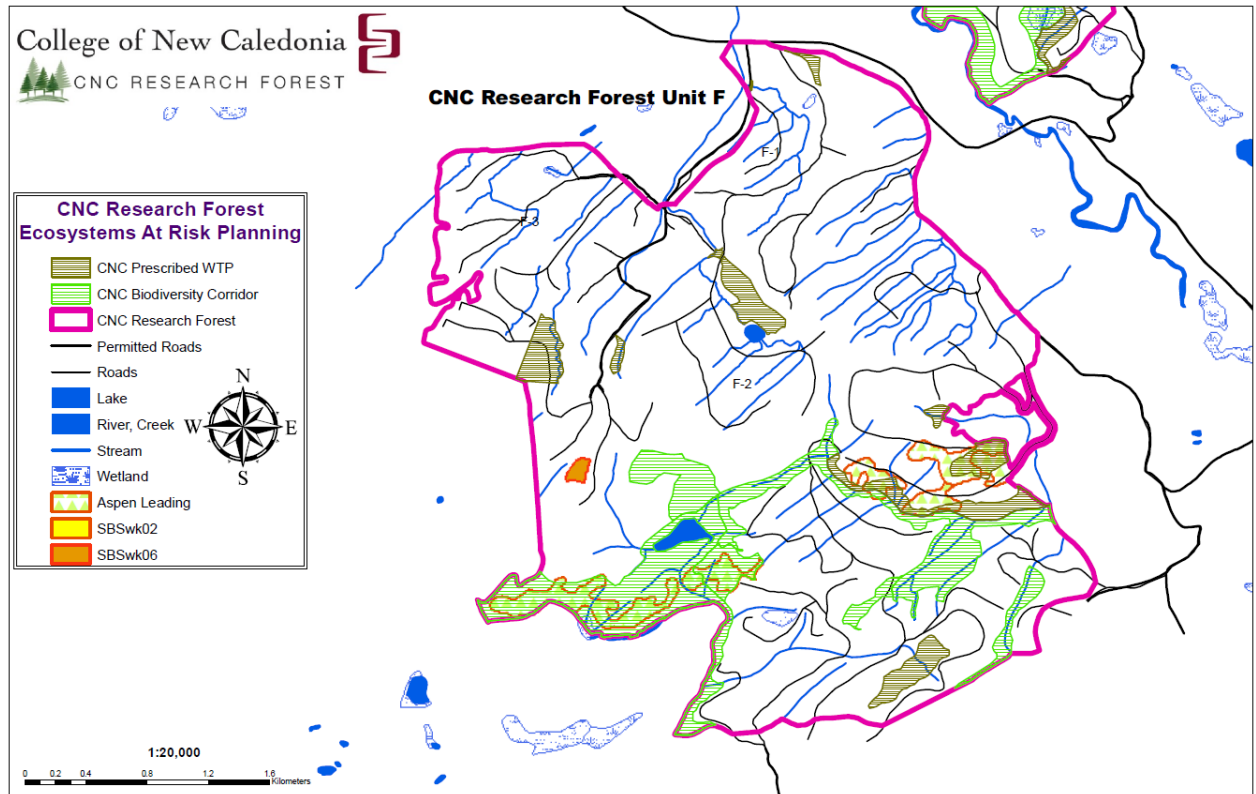 College of New Caledonia
CNC RESEARCH FOREST
CNC Research Forest Unit F
F-1
F-3
F-2
CNC Research Forest
Ecosystems At Risk Planning
CNC Prescribed WTP
CNC Biodiversity Corridor
CNC Research Forest
Permitted Roads
Roads
Lake
River, Creek
Stream
Wetland
Aspen Leading
SBSwk02
SBSwk06
N
W E
S
1:20,000
0 0.2 0.4 0.8 1.2 1.6
Kilometers